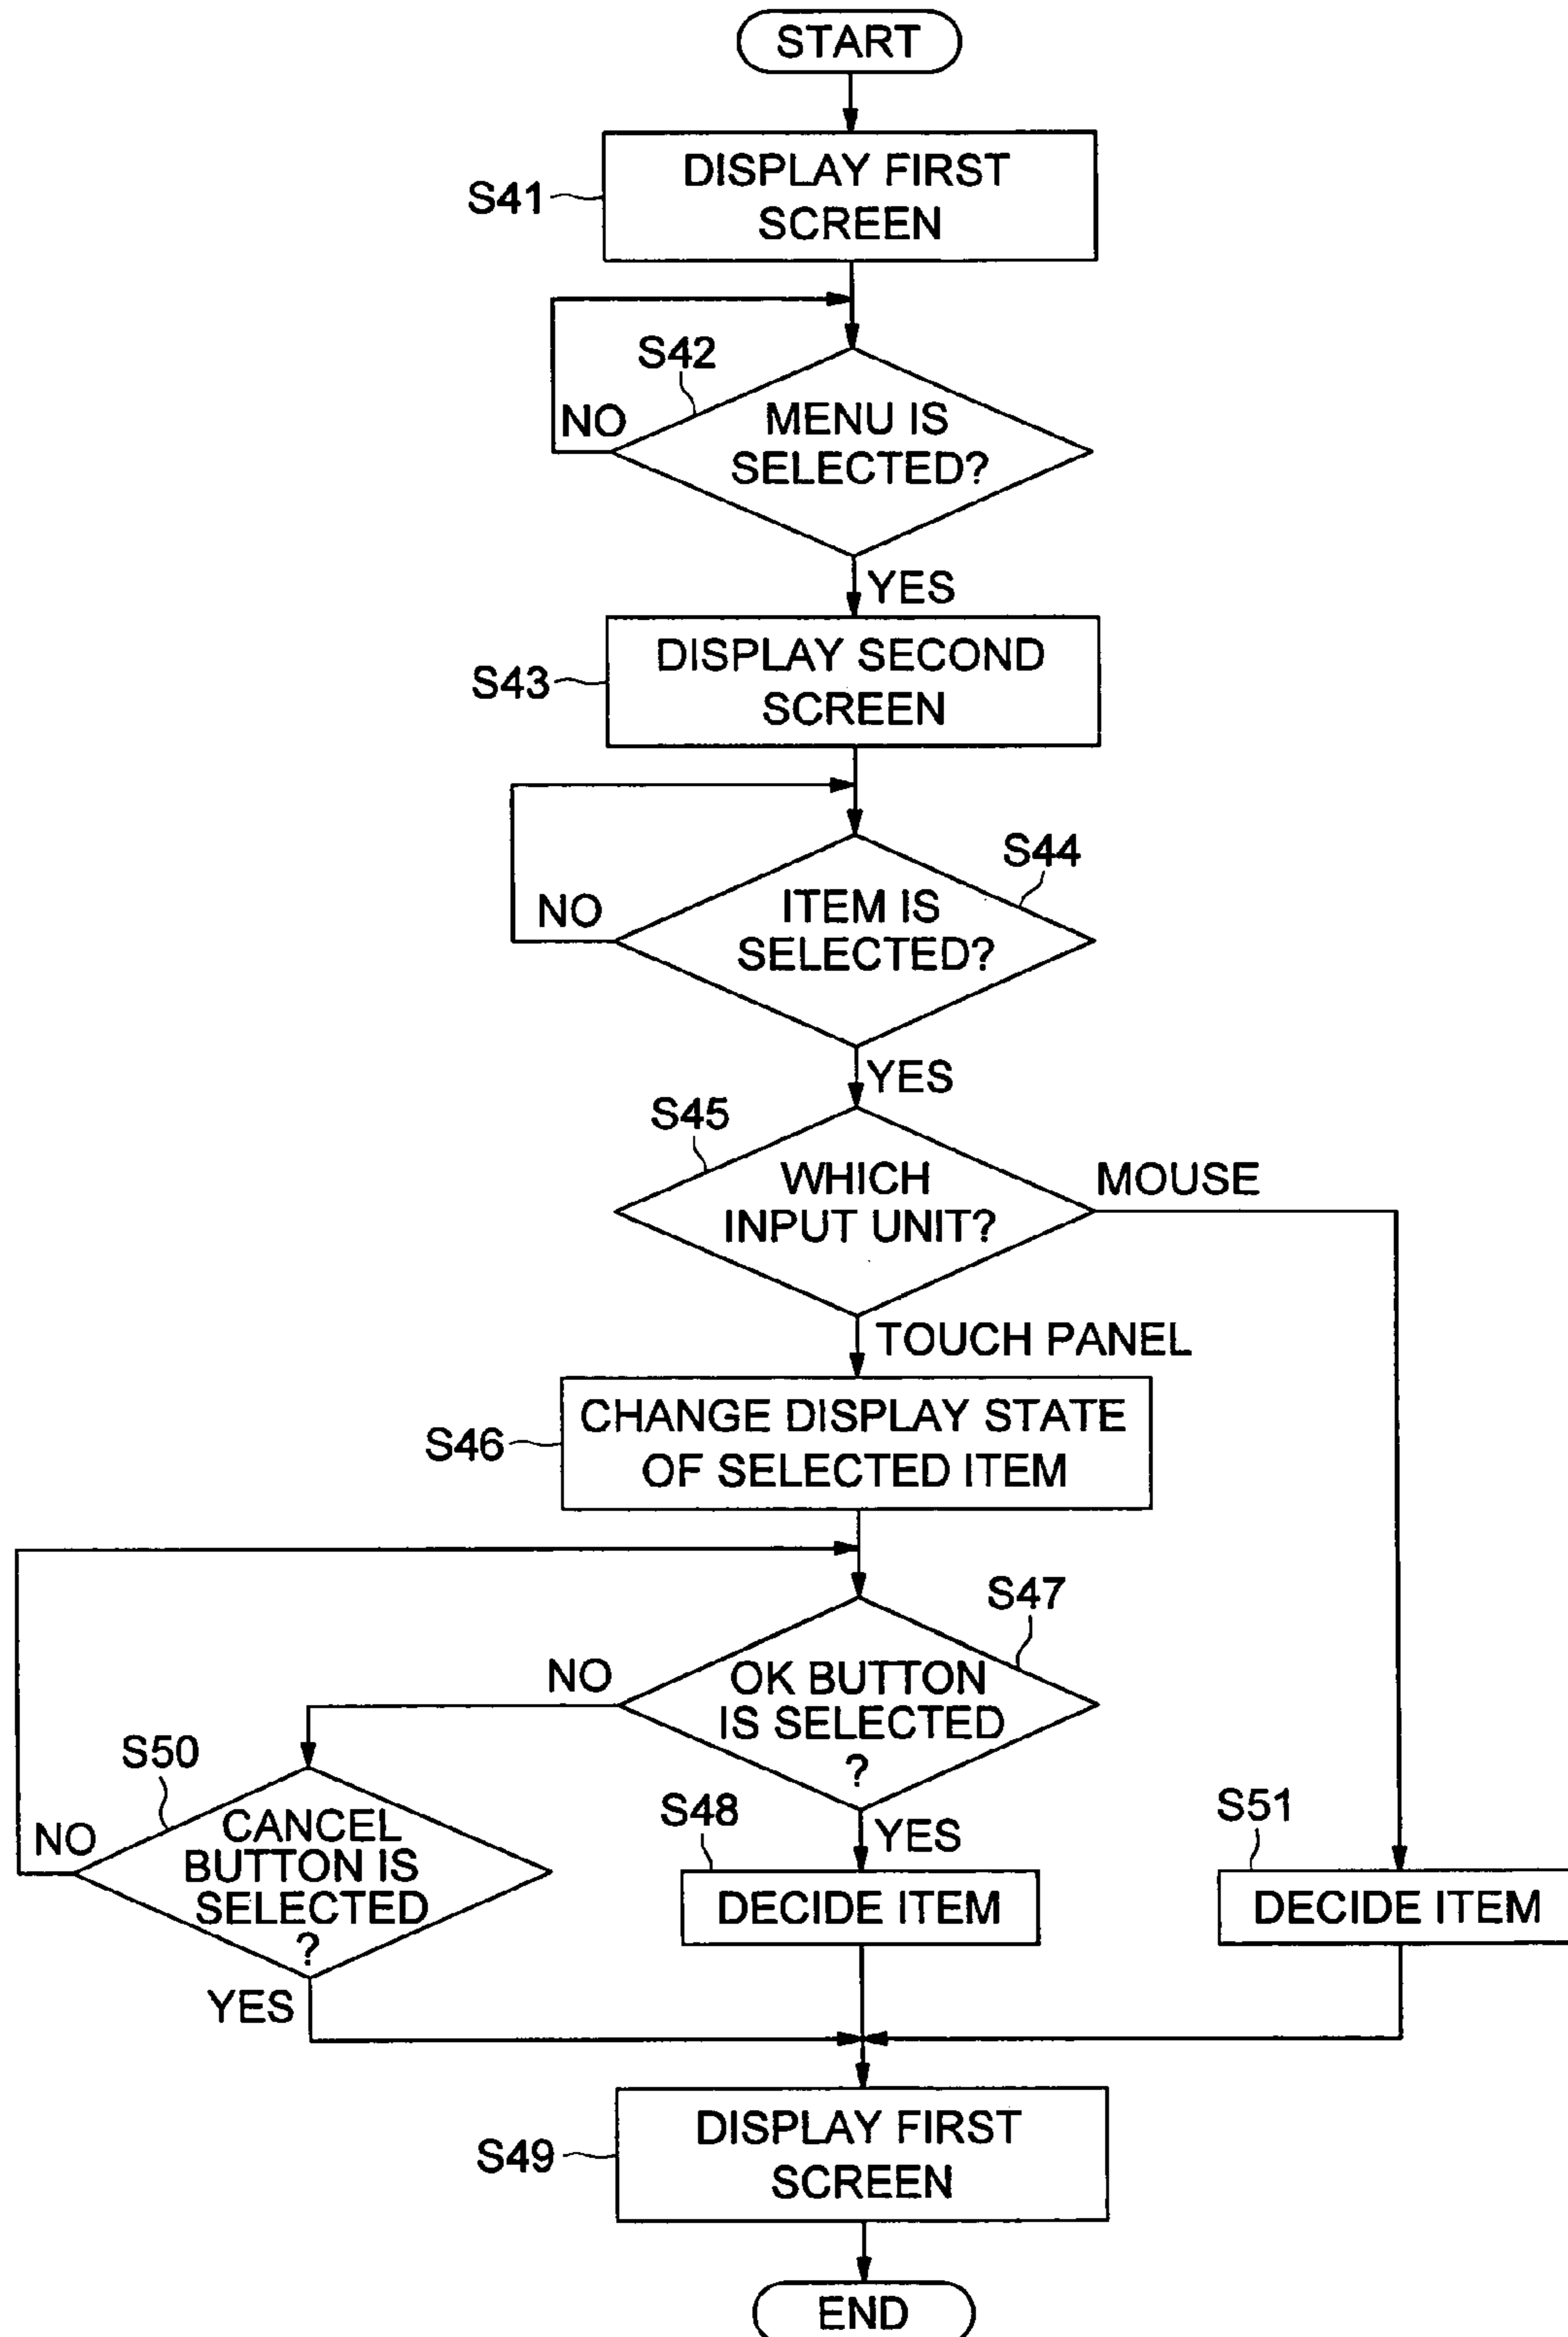 START
S41
DISPLAY FIRST
SCREEN
S42
NO
MENU IS
SELECTED?
YES
S43
DISPLAY SECOND
SCREEN
S44
NO
ITEM IS
SELECTED?
YES
S45
WHICH
INPUT UNIT?
MOUSE
TOUCH PANEL
S46
CHANGE DISPLAY STATE
OF SELECTED ITEM
S47
NO
OK BUTTON
IS SELECTED
?
S50
NO
CANCEL
BUTTON IS
SELECTED
?
YES
S48
YES
DECIDE ITEM
S51
DECIDE ITEM
S49
DISPLAY FIRST
SCREEN
END